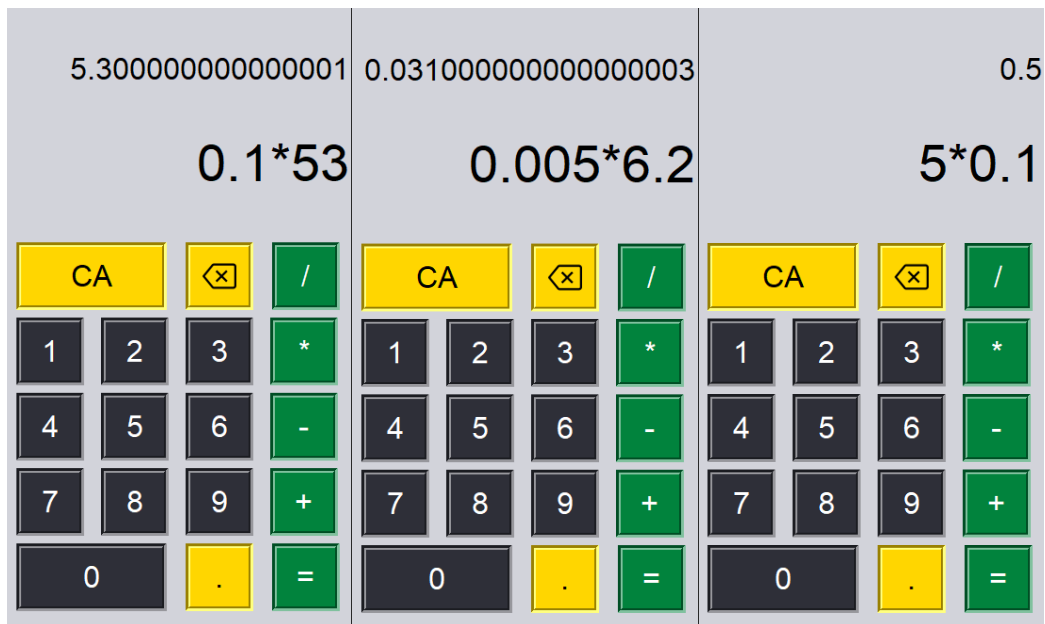 5.300000000000001
0.1*53
CA /
1 2 3 *
4 5 6 -
7 8 9 +
0 . =
0.031000000000000003
0.005*6.2
CA /
1 2 3 *
4 5 6 -
7 8 9 +
0 . =
0.5
5*0.1
CA /
1 2 3 *
4 5 6 -
7 8 9 +
0 . =